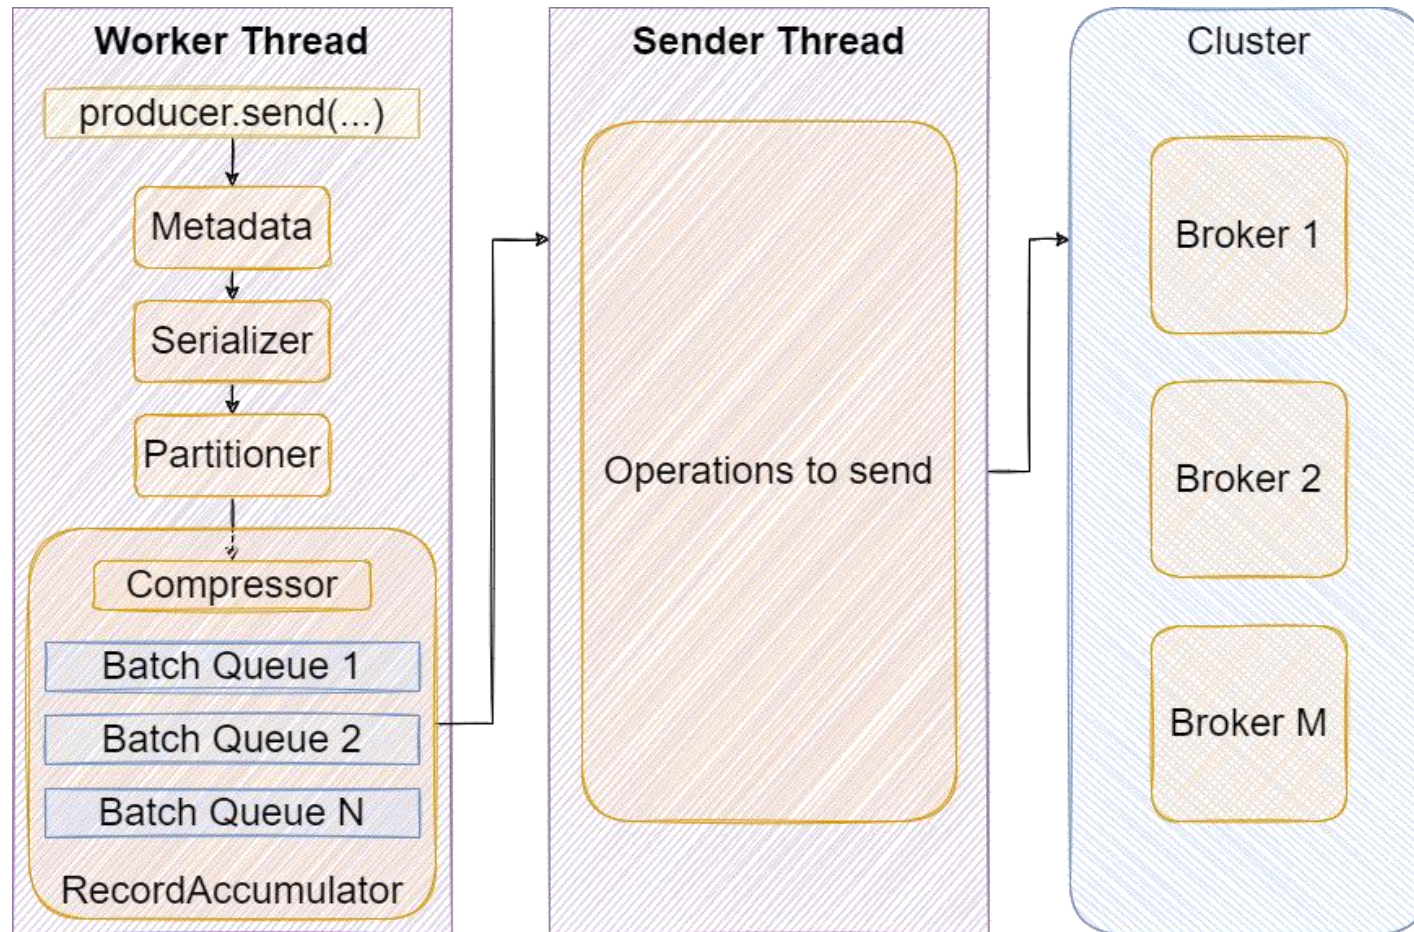 Worker Thread
producer.send(...)
Metadata
Serializer
Partitioner
Compressor
Batch Queue 1
Batch Queue 2
Batch Queue N
RecordAccumulator
Sender Thread
Operations to send
Cluster
Broker 1
Broker 2
Broker M